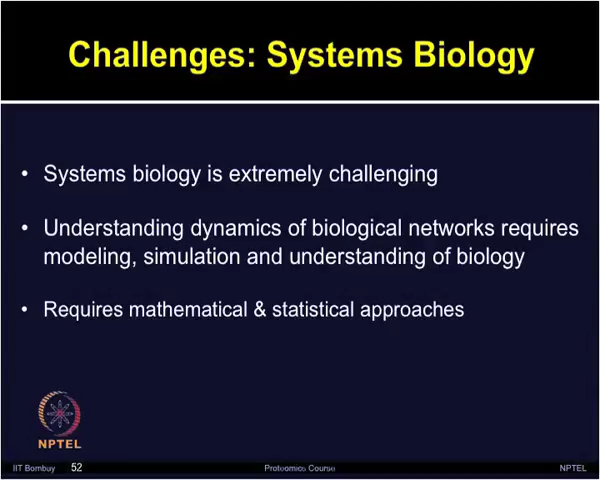 Challenges: Systems Biology
• Systems biology is extremely challenging
• Understanding dynamics of biological networks requires
modeling, simulation and understanding of biology
• Requires mathematical & statistical approaches
NPTEL
IIT Bombay 52 Proteomics Course NPTEL